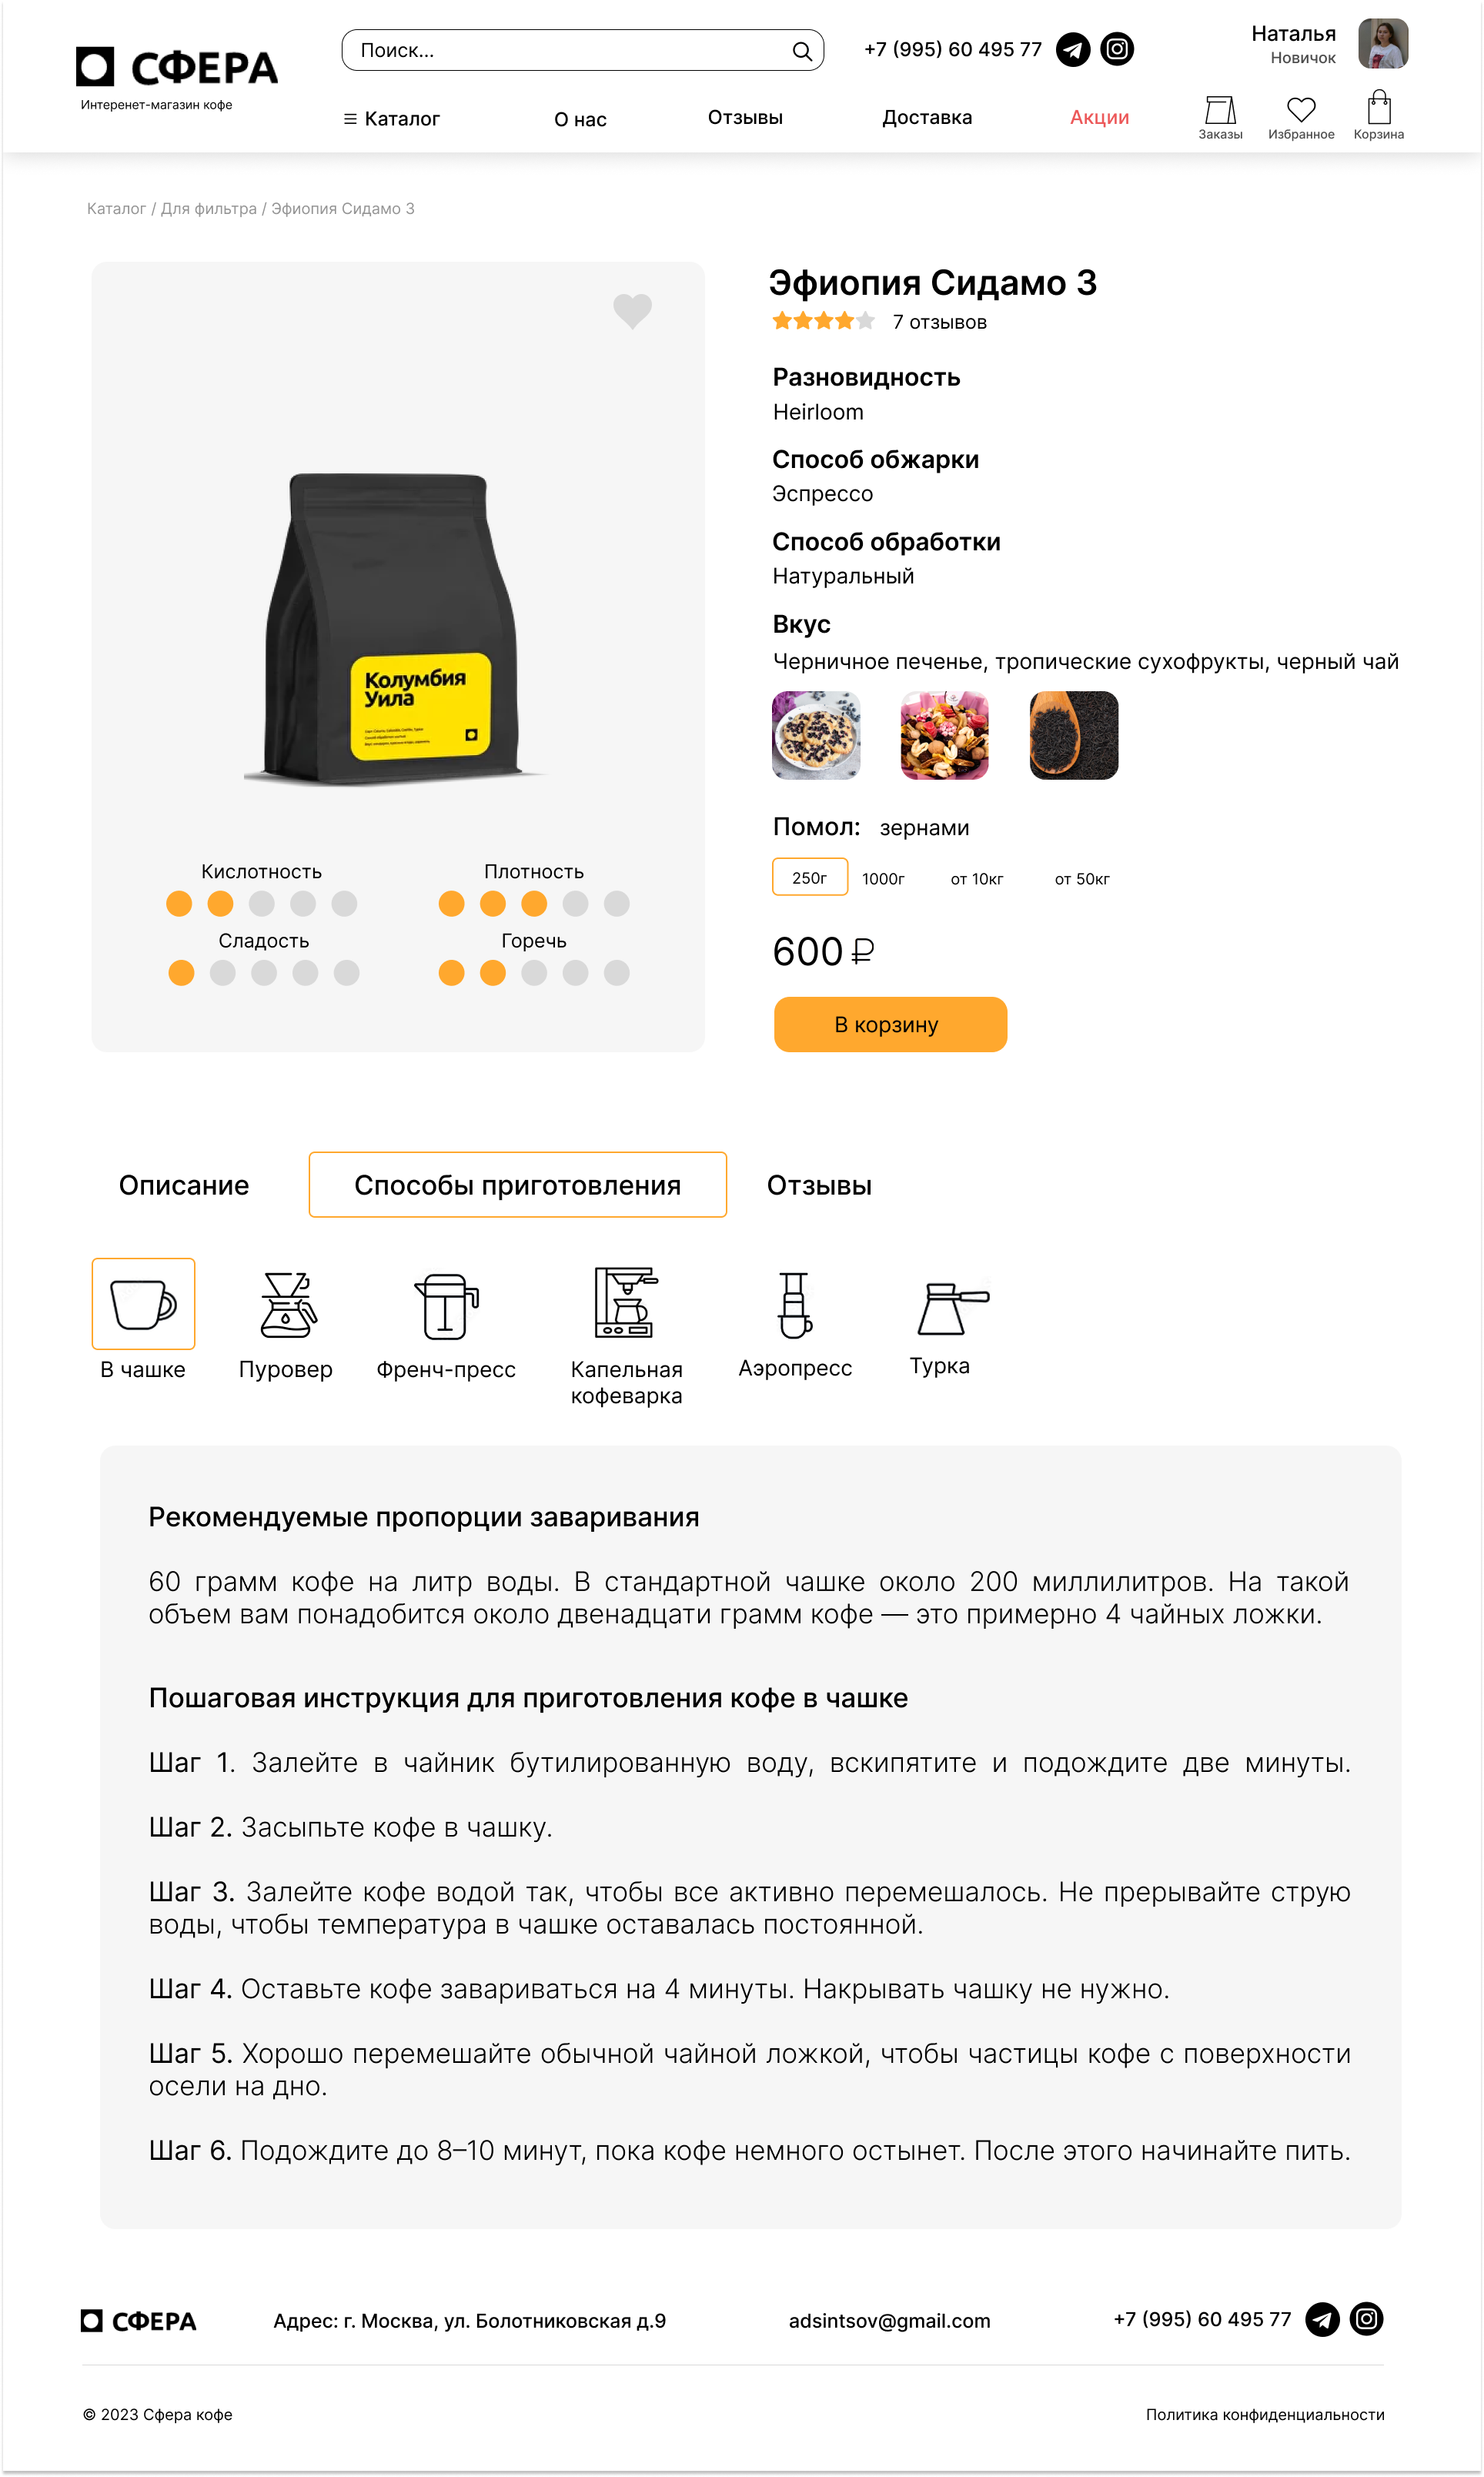 СФЕРА
Интеренет-магазин кофе
Поиск...
+7 (995) 60 495 77
Наталья
Новичок
Каталог
О нас
Отзывы
Доставка
Акции
Заказы
Избранное
Корзина
Каталог / Для фильтра / Эфиопия Сидамо 3
Колумбия
Уила
Кислотность
Плотность
Сладость
Горечь
Эфиопия Сидамо 3
7 отзывов
Разновидность
Heirloom
Способ обжарки
Эспрессо
Способ обработки
Натуральный
Вкус
Черничное печенье, тропические сухофрукты, черный чай
Помол: зернами
250г 1000г от 10кг от 50кг
600 ₽
В корзину
Описание
Способы приготовления
Отзывы
В чашке
Пуровер
Френч-пресс
Капельная
кофеварка
Аэропресс
Турка
Рекомендуемые пропорции заваривания
60 грамм кофе на литр воды. В стандартной чашке около 200 миллилитров. На такой
объем вам понадобится около двенадцати грамм кофе — это примерно 4 чайных ложки.
Пошаговая инструкция для приготовления кофе в чашке
Шаг 1. Залейте в чайник бутилированную воду, вскипятите и подождите две минуты.
Шаг 2. Засыпьте кофе в чашку.
Шаг 3. Залейте кофе водой так, чтобы все активно перемешалось. Не прерывайте струю
воды, чтобы температура в чашке оставалась постоянной.
Шаг 4. Оставьте кофе завариваться на 4 минуты. Накрывать чашку не нужно.
Шаг 5. Хорошо перемешайте обычной чайной ложкой, чтобы частицы кофе с поверхности
осели на дно.
Шаг 6. Подождите до 8–10 минут, пока кофе немного остынет. После этого начинайте пить.
СФЕРА
Адрес: г. Москва, ул. Болотниковская д.9
adsintsov@gmail.com
+7 (995) 60 495 77
© 2023 Сфера кофе
Политика конфиденциальности